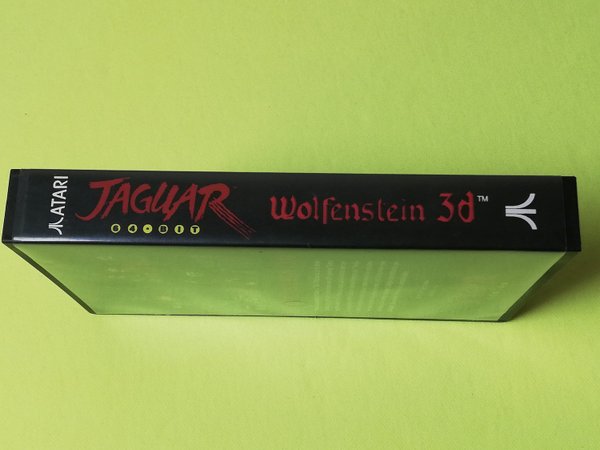 ATARI
JAGUAR
64·BIT
Wolfenstein 3d™